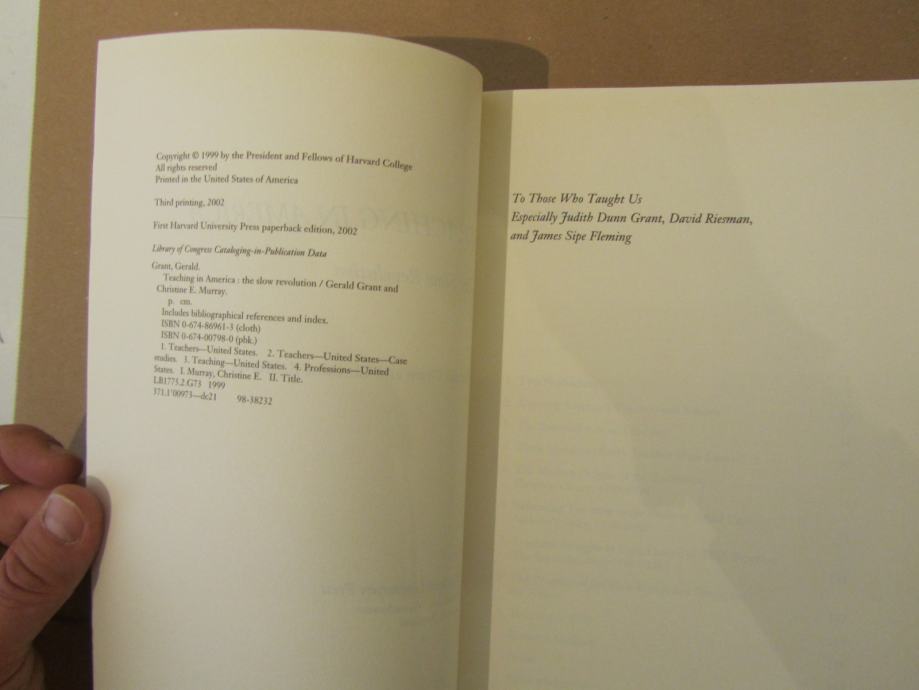 Copyright © 1999 by the President and Fellows of Harvard College
All rights reserved
Printed in the United States of America
Third printing, 2002
First Harvard University Press paperback edition, 2002
Library of Congress Cataloging-in-Publication Data
Grant, Gerald.
Teaching in America : the slow revolution / Gerald Grant and
Christine E. Murray.
p. cm.
Includes bibliographical references and index.
ISBN 0-674-86961-3 (cloth)
ISBN 0-674-00798-0 (pbk.)
1. Teachers—United States. 2. Teachers—United States—Case
studies. 3. Teaching—United States. 4. Professions—United
States. I. Murray, Christine E. II. Title.
LB1775.2.G73 1999
371.1'00973—dc21 98-38232
To Those Who Taught Us
Especially Judith Dunn Grant, David Riesman,
and James Sipe Fleming